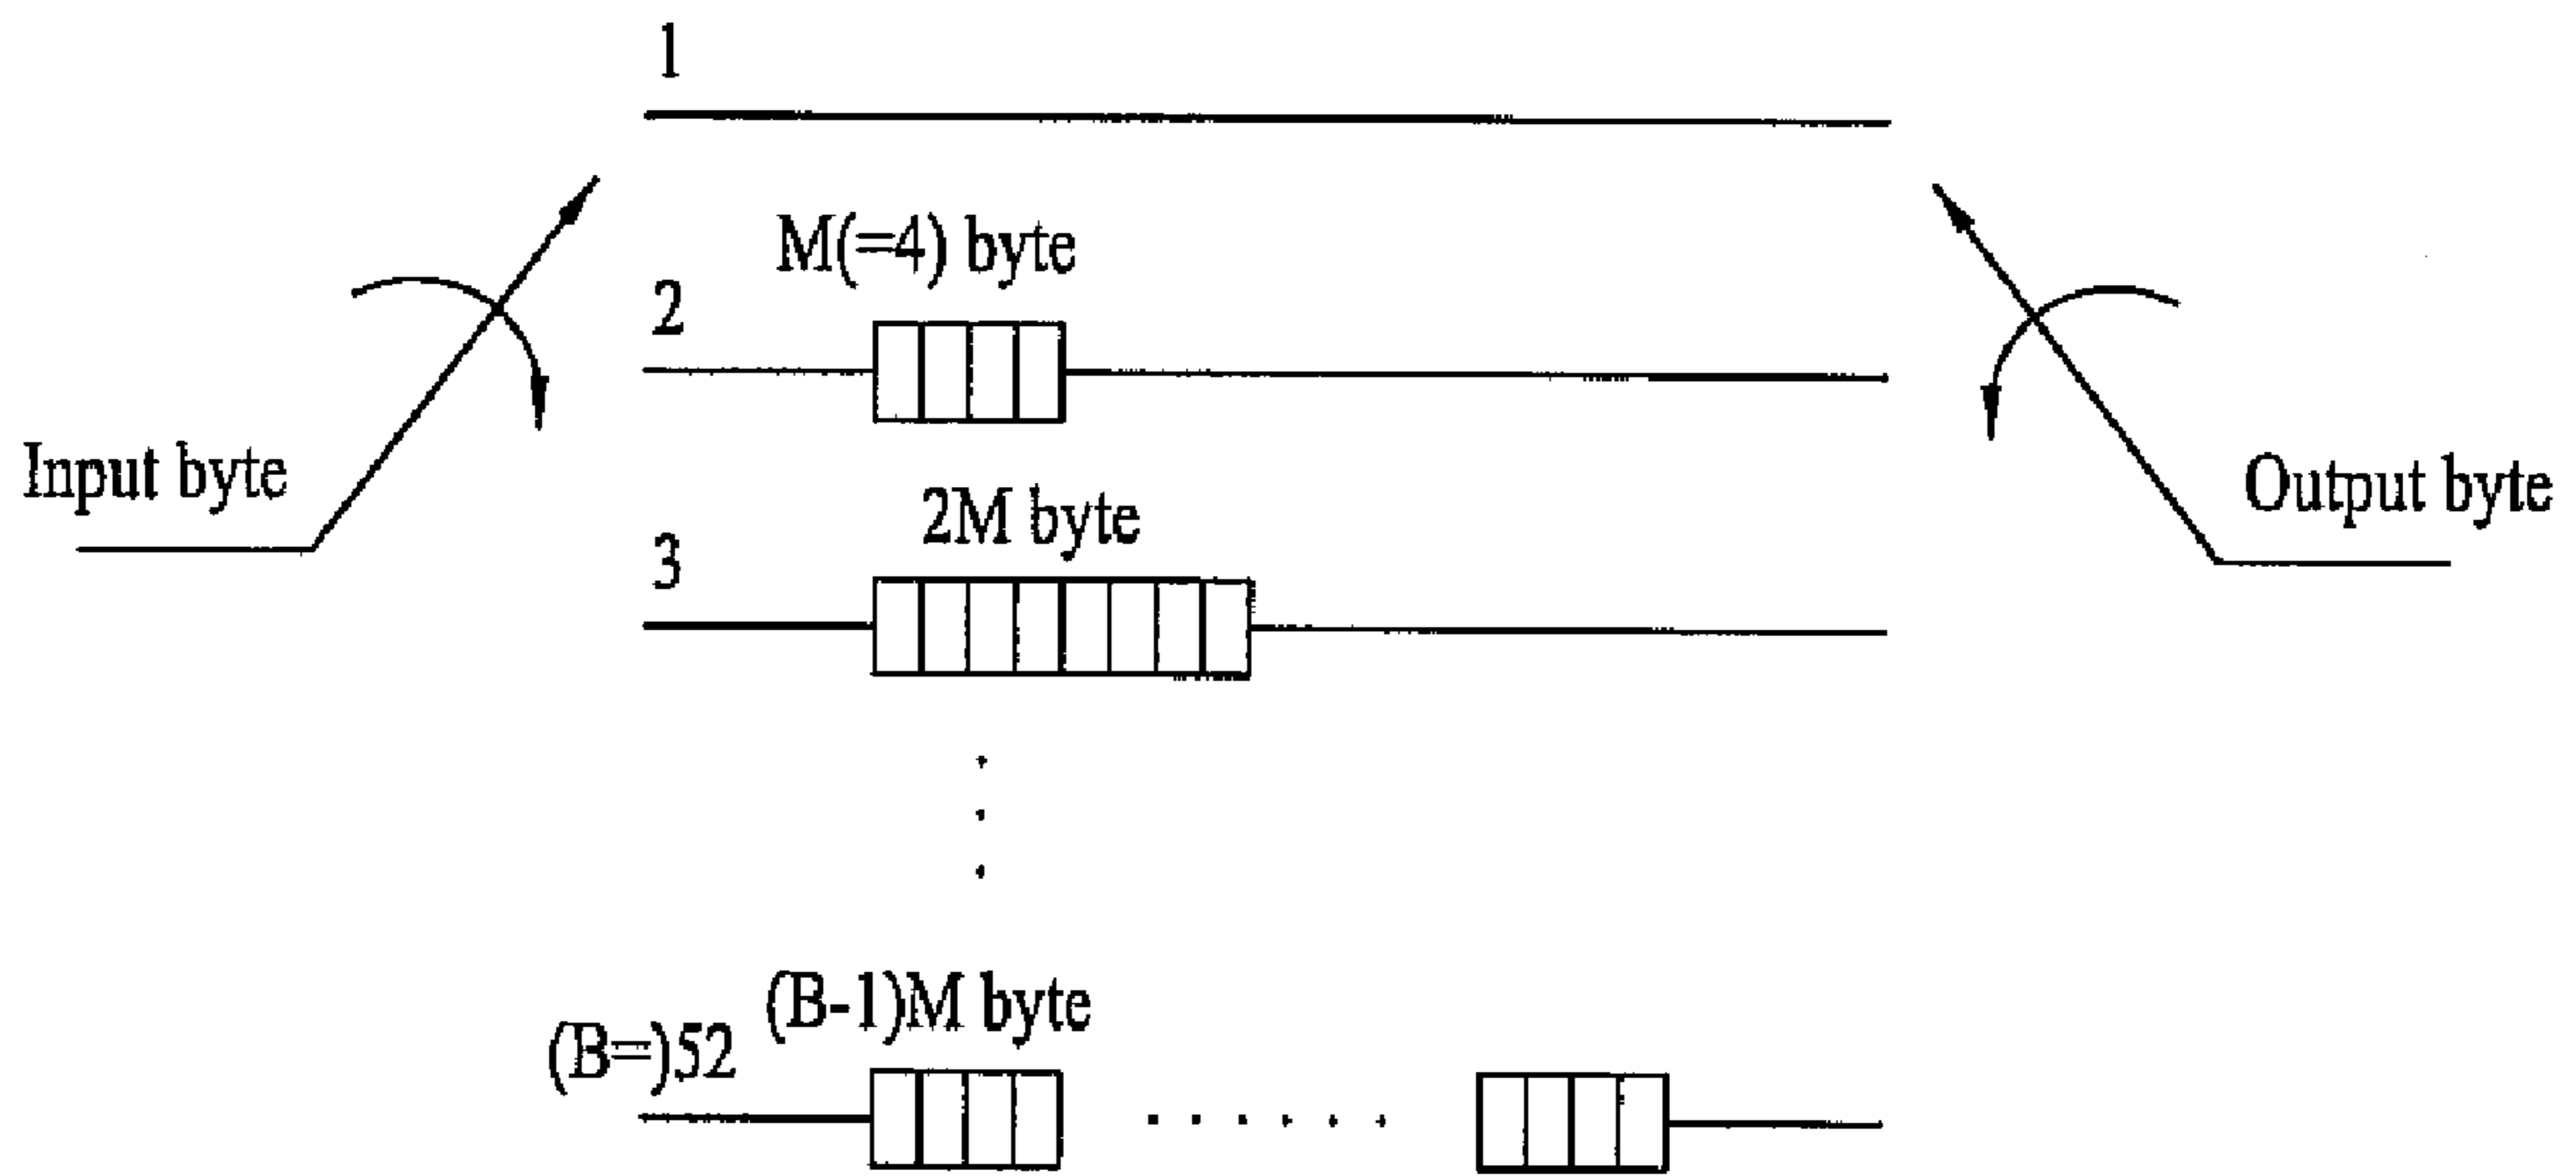 1
M(=4) byte
2
Input byte
Output byte
2M byte
3
(B-1)M byte
(B=)52